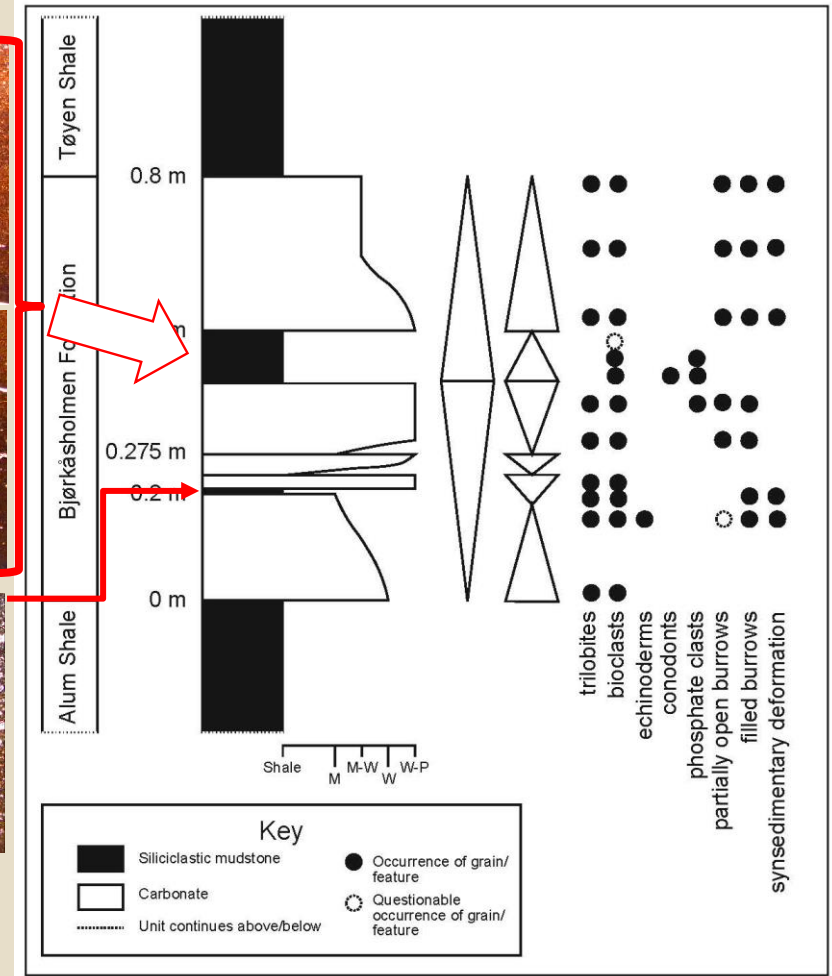 Tøyen Shale
Bjørkåsholmen Fo tion
Alum Shale
0.8 m
m
0.275 m
0.2 m
0 m
Shale
M
M-W
W
W-P
trilobites
bioclasts
echinoderms
conodonts
phosphate clasts
partially open burrows
filled burrows
synsedimentary deformation
Key
Siliciclastic mudstone
Carbonate
Unit continues above/below
Occurrence of grain/
feature
Questionable
occurrence of grain/
feature